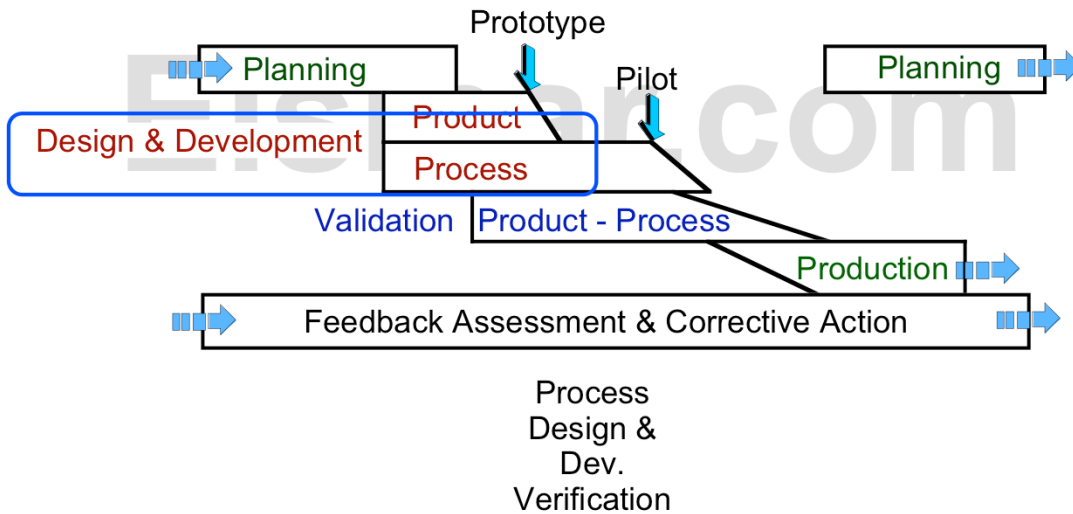 Prototype
Planning
Planning
Pilot
Product
Design & Development
Process
Validation
Product - Process
Production
Feedback Assessment & Corrective Action
Process
Design &
Dev.
Verification